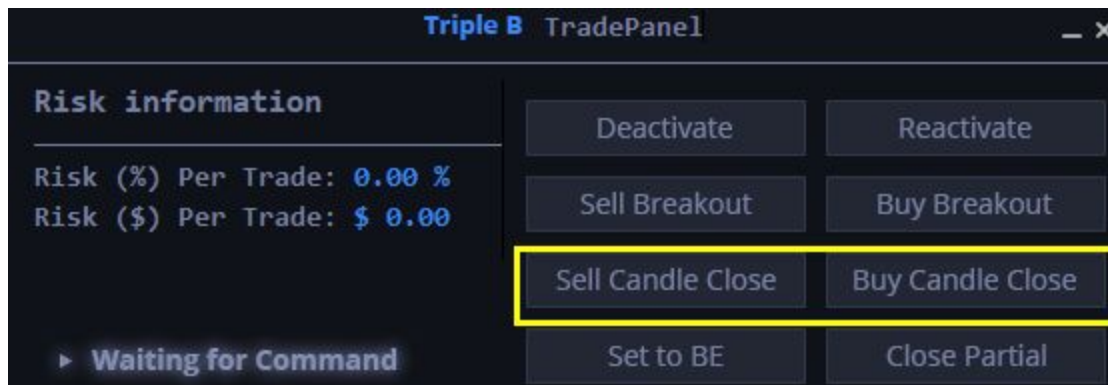 Triple B TradePanel
Risk information
Risk (%) Per Trade: 0.00 %
Risk ($) Per Trade: $ 0.00
Waiting for Command
Deactivate Reactivate
Sell Breakout Buy Breakout
Sell Candle Close Buy Candle Close
Set to BE Close Partial